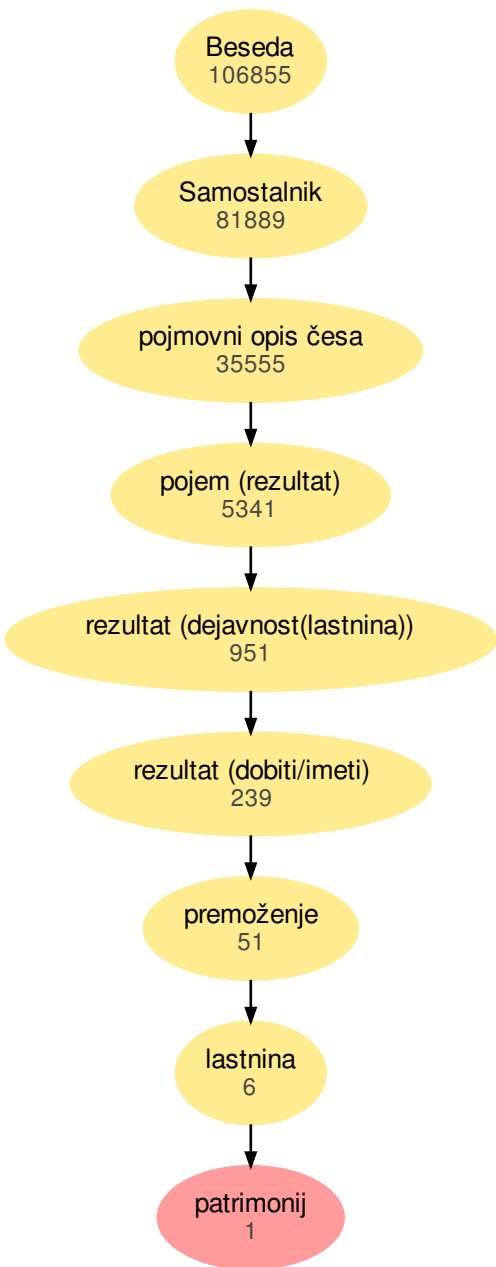 Beseda
106855
Samostalnik
81889
pojmovni opis česa
35555
pojem (rezultat)
5341
rezultat (dejavnost(lastnina))
951
rezultat (dobiti/imeti)
239
premoženje
51
lastnina
6
patrimonij
1